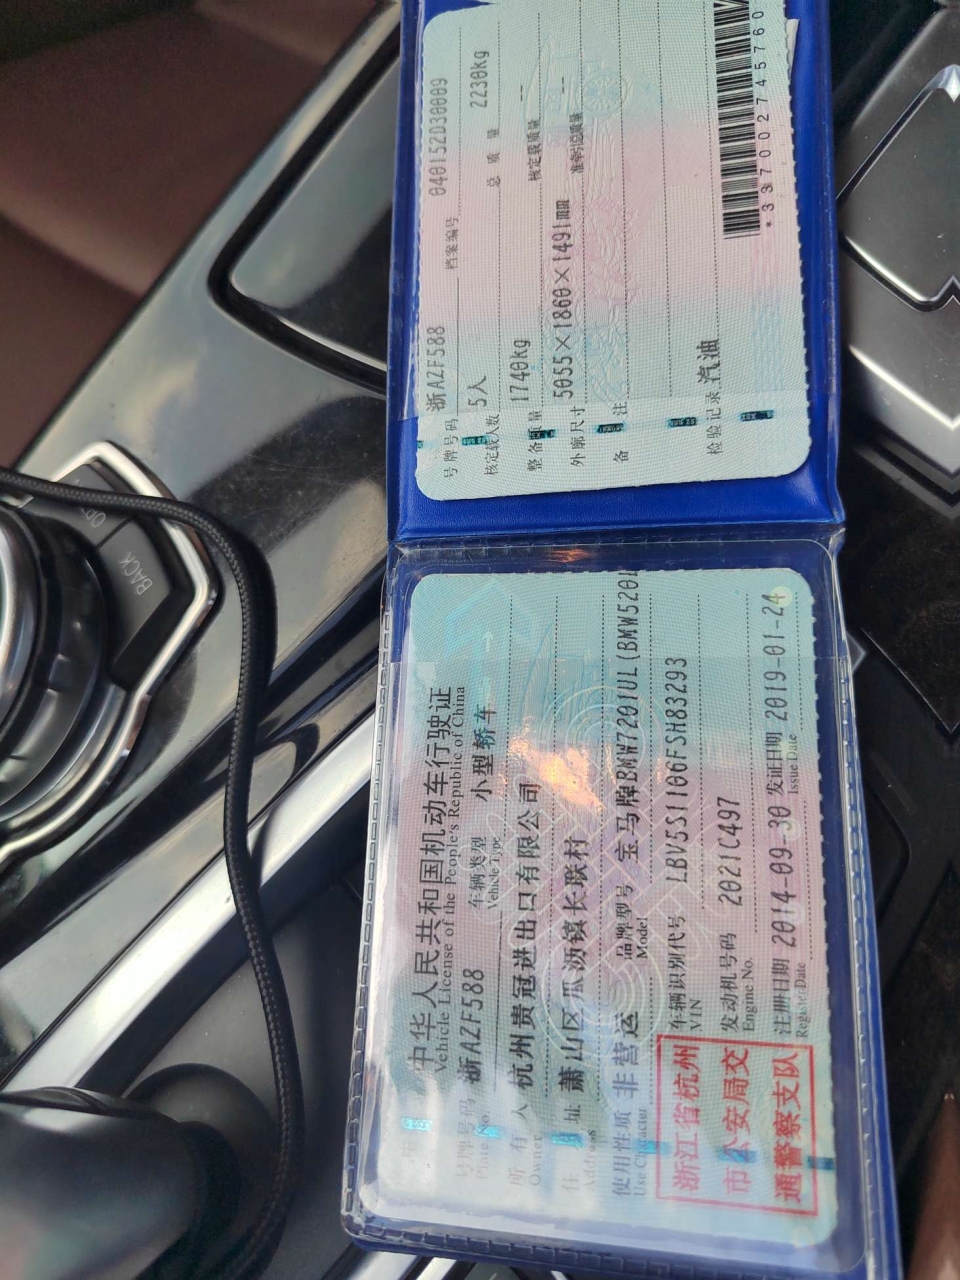 中华人民共和国机动车行驶证
Vehicle License of the People's Republic of China
号牌号码 浙AZF588 车辆类型 小型轿车
Plate No. Vehicle Type
所有人 杭州贵冠进出口有限公司
Owner
住址 萧山区瓜沥镇长联村
Address
使用性质 非营运 品牌型号 宝马牌BMW7201UL(BMW520
Use Character Model
车辆识别代号 LBV5S1106FSH83293
VIN
发动机号码 2021C497
Engine No.
注册日期 2014-09-30 发证日期 2019-01-24
Register Date Issue Date
浙江省杭州
市公安局交
通警察支队
号牌号码 浙AZF588 档案编号 040152030009
核定载人数 5人 总质量 2230kg
整备质量 1740kg 核定载质量 --
外廓尺寸 5055×1860×1491mm 准牵引总质量 --
备注
检验记录 汽油
*337002745760
BACK